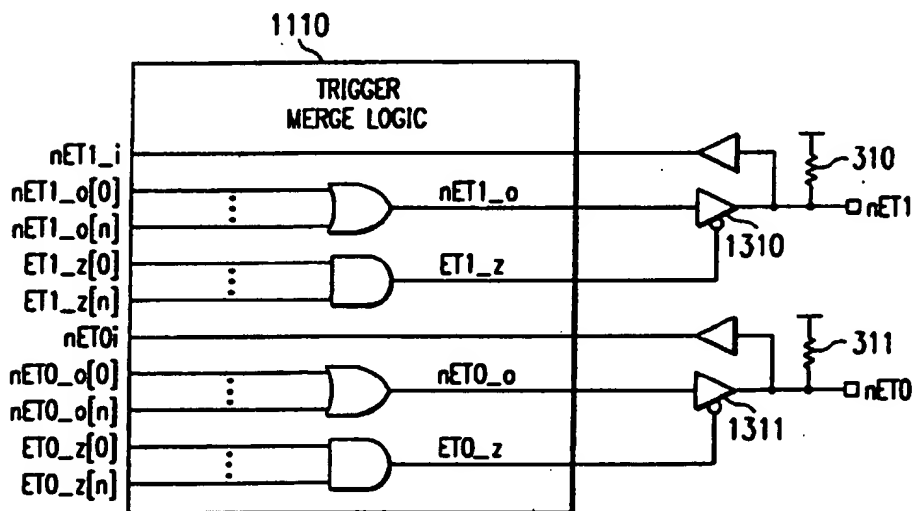 1110
TRIGGER
MERGE LOGIC
nET1_i
nET1_o[0]
nET1_o
nET1_o[n]
ET1_z[0]
ET1_z
ET1_z[n]
nET0i
nET0_o[0]
nET0_o
nET0_o[n]
ET0_z[0]
ET0_z
ET0_z[n]
310
nET1
1310
311
nET0
1311